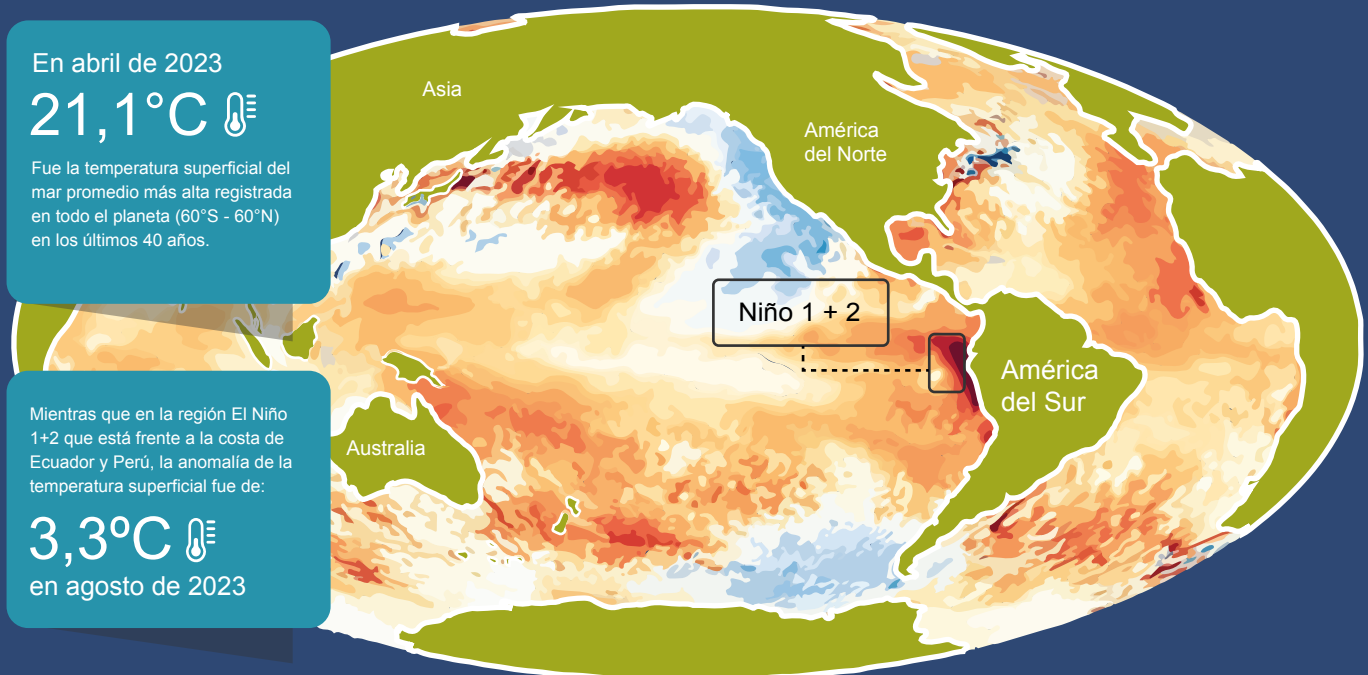 En abril de 2023
21,1°C
Fue la temperatura superficial del
mar promedio más alta registrada
en todo el planeta (60°S - 60°N)
en los últimos 40 años.
Mientras que en la región El Niño
1+2 que está frente a la costa de
Ecuador y Perú, la anomalía de la
temperatura superficial fue de:
3,3ºC
en agosto de 2023
Asia
América
del Norte
Niño 1 + 2
América
del Sur
Australia